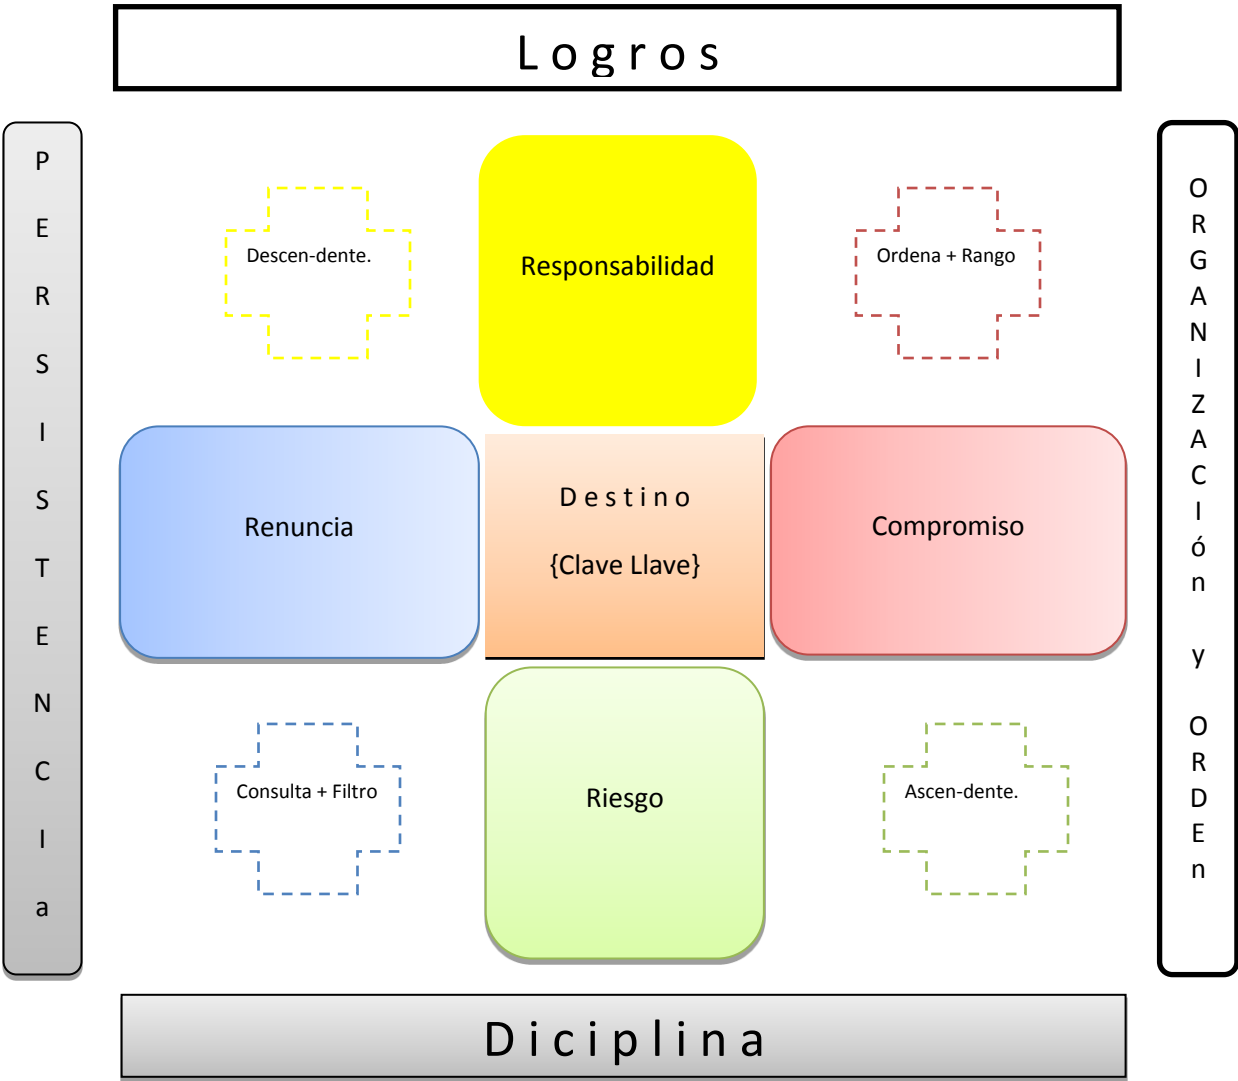 Logros
PERSISTENCIa
ORGANIZACIón y ORDEn
Descen-dente.
Responsabilidad
Ordena + Rango
Renuncia
Destino
{Clave Llave}
Compromiso
Consulta + Filtro
Riesgo
Ascen-dente.
Diciplina